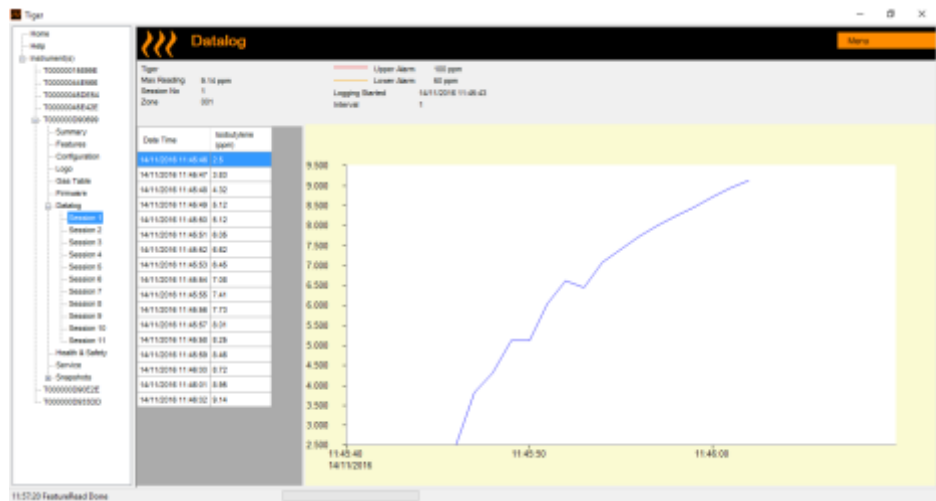 Tiger
Home
Help
Instrument(s)
Summary
Features
Configuration
Logo
Gas Table
Firmware
Datalog
Session 1
Session 2
Session 3
Session 4
Session 5
Session 6
Session 7
Session 8
Session 9
Session 10
Session 11
Health & Safety
Service
Snapshots
Datalog
Menu
Tiger
Max Reading 9.14 ppm
Session No 1
Zone 001
Upper Alarm 100 ppm
Lower Alarm 50 ppm
Logging Started 14/11/2016 11:45:43
Interval 1
Date Time Isobutylene (ppm)
14/11/2016 11:45:46 2.5
14/11/2016 11:45:47 3.83
14/11/2016 11:45:48 4.32
14/11/2016 11:45:49 5.12
14/11/2016 11:45:50 5.12
14/11/2016 11:45:51 6.05
14/11/2016 11:45:52 6.62
14/11/2016 11:45:53 6.45
14/11/2016 11:45:54 7.08
14/11/2016 11:45:55 7.41
14/11/2016 11:45:56 7.73
14/11/2016 11:45:57 8.01
14/11/2016 11:45:58 8.25
14/11/2016 11:45:59 8.48
14/11/2016 11:46:00 8.72
14/11/2016 11:46:01 8.95
14/11/2016 11:46:02 9.14
9.500
9.000
8.500
8.000
7.500
7.000
6.500
6.000
5.500
5.000
4.500
4.000
3.500
3.000
2.500
11:45:40 11:45:50 11:46:00
14/11/2016
11:57:20 FeatureRead Done